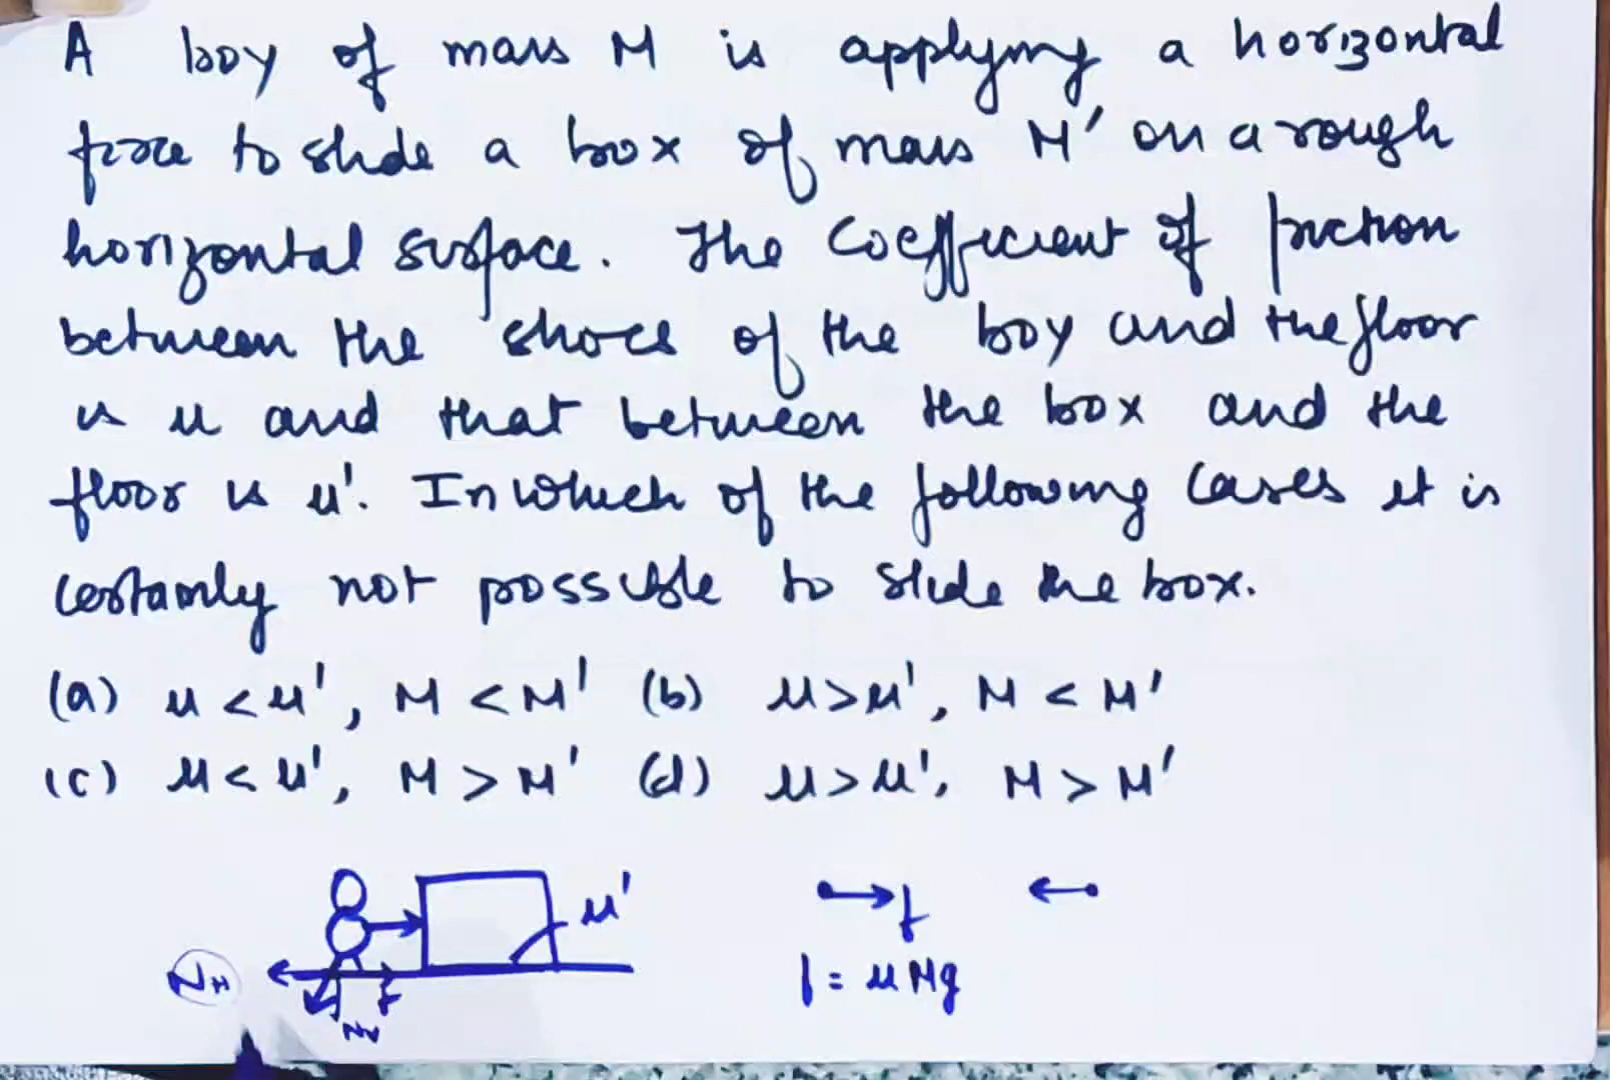 A boy of mass M is applying a horizontal
force to slide a box of mass M' on a rough
horizontal surface. The coefficient of friction
between the shoes of the boy and the floor
is μ and that between the box and the
floor is μ'. In which of the following cases it is
certainly not possible to slide the box.
(a) μ < μ', M < M' (b) μ > μ', M < M'
(c) μ < μ', M > M' (d) μ > μ', M > M'
μ'
f
NH
f
f = μMg
NV